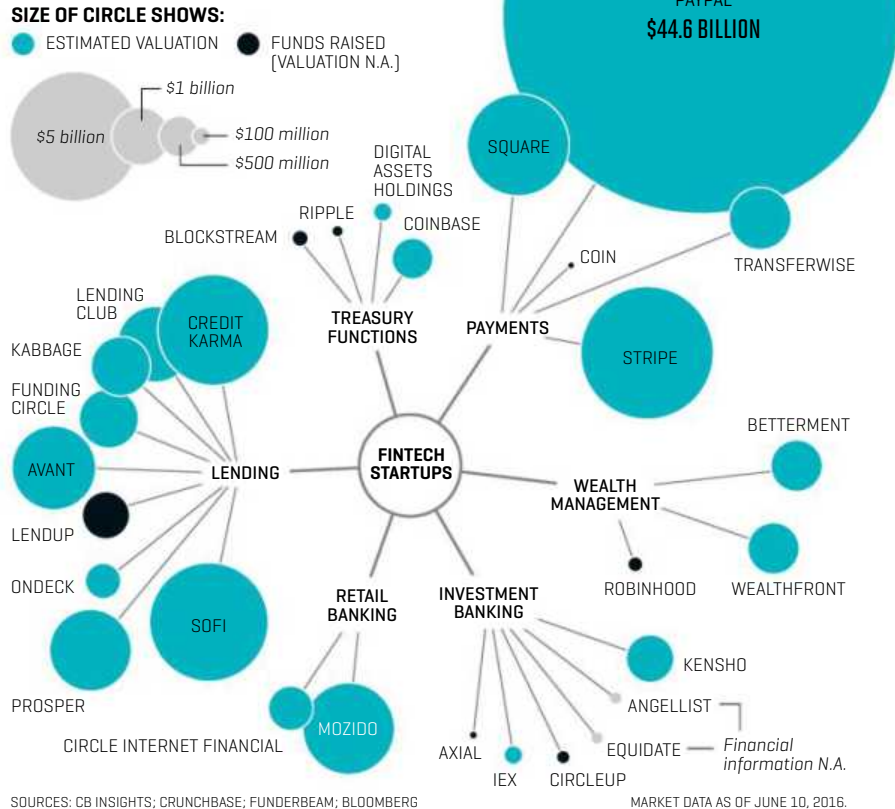 SIZE OF CIRCLE SHOWS:
ESTIMATED VALUATION
FUNDS RAISED
[VALUATION N.A.]
$5 billion
$1 billion
$100 million
$500 million
PAYPAL
$44.6 BILLION
SQUARE
TRANSFERWISE
COIN
STRIPE
PAYMENTS
DIGITAL
ASSETS
HOLDINGS
RIPPLE
COINBASE
BLOCKSTREAM
TREASURY
FUNCTIONS
LENDING
CLUB
CREDIT
KARMA
KABBAGE
FUNDING
CIRCLE
AVANT
LENDING
LENDUP
ONDECK
SOFI
PROSPER
FINTECH
STARTUPS
BETTERMENT
WEALTH
MANAGEMENT
ROBINHOOD
WEALTHFRONT
RETAIL
BANKING
CIRCLE INTERNET FINANCIAL
MOZIDO
INVESTMENT
BANKING
KENSHO
ANGELLIST
EQUIDATE
Financial
information N.A.
AXIAL
IEX
CIRCLEUP
SOURCES: CB INSIGHTS; CRUNCHBASE; FUNDERBEAM; BLOOMBERG
MARKET DATA AS OF JUNE 10, 2016.